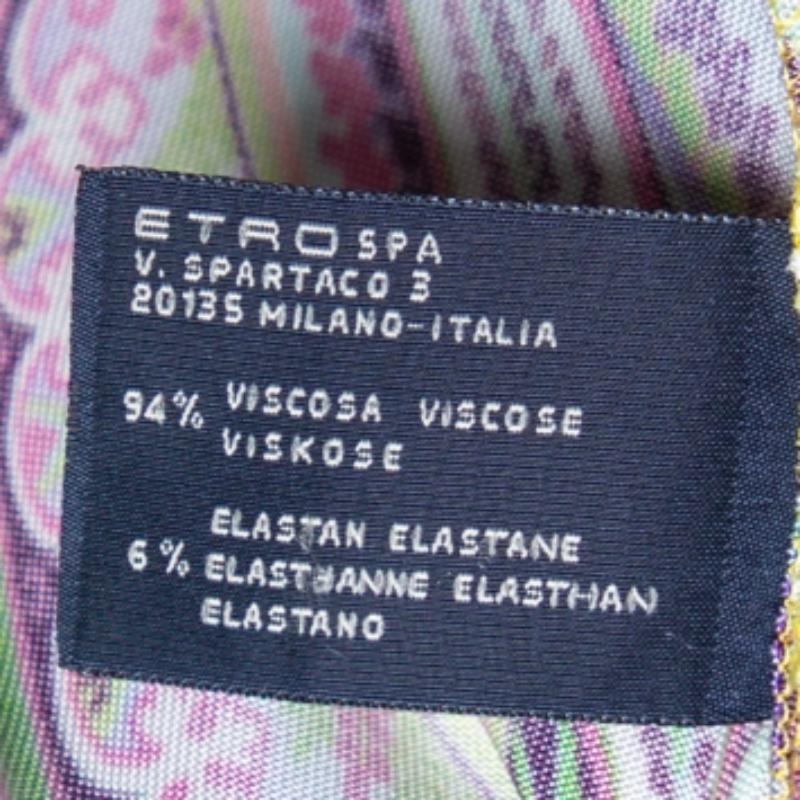 ETRO SPA
V. SPARTACO 3
20135 MILANO-ITALIA
94% VISCOSA VISCOSE
VISKOSE
ELASTAN ELASTANE
6% ELASTHANNE ELASTHAN
ELASTANO